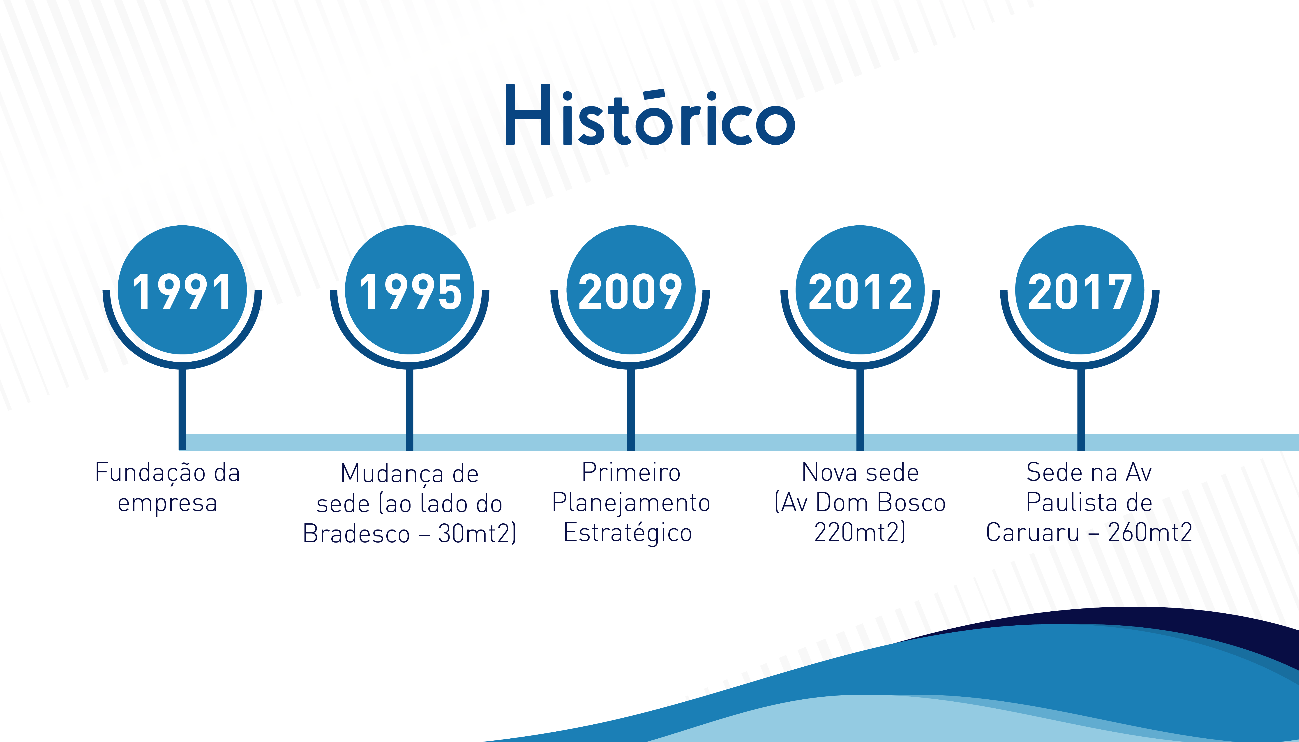 Histórico
1991
1995
2009
2012
2017
Fundação da
empresa
Mudança de
sede (ao lado do
Bradesco – 30mt2)
Primeiro
Planejamento
Estratégico
Nova sede
(Av Dom Bosco
220mt2)
Sede na Av
Paulista de
Caruaru – 260mt2